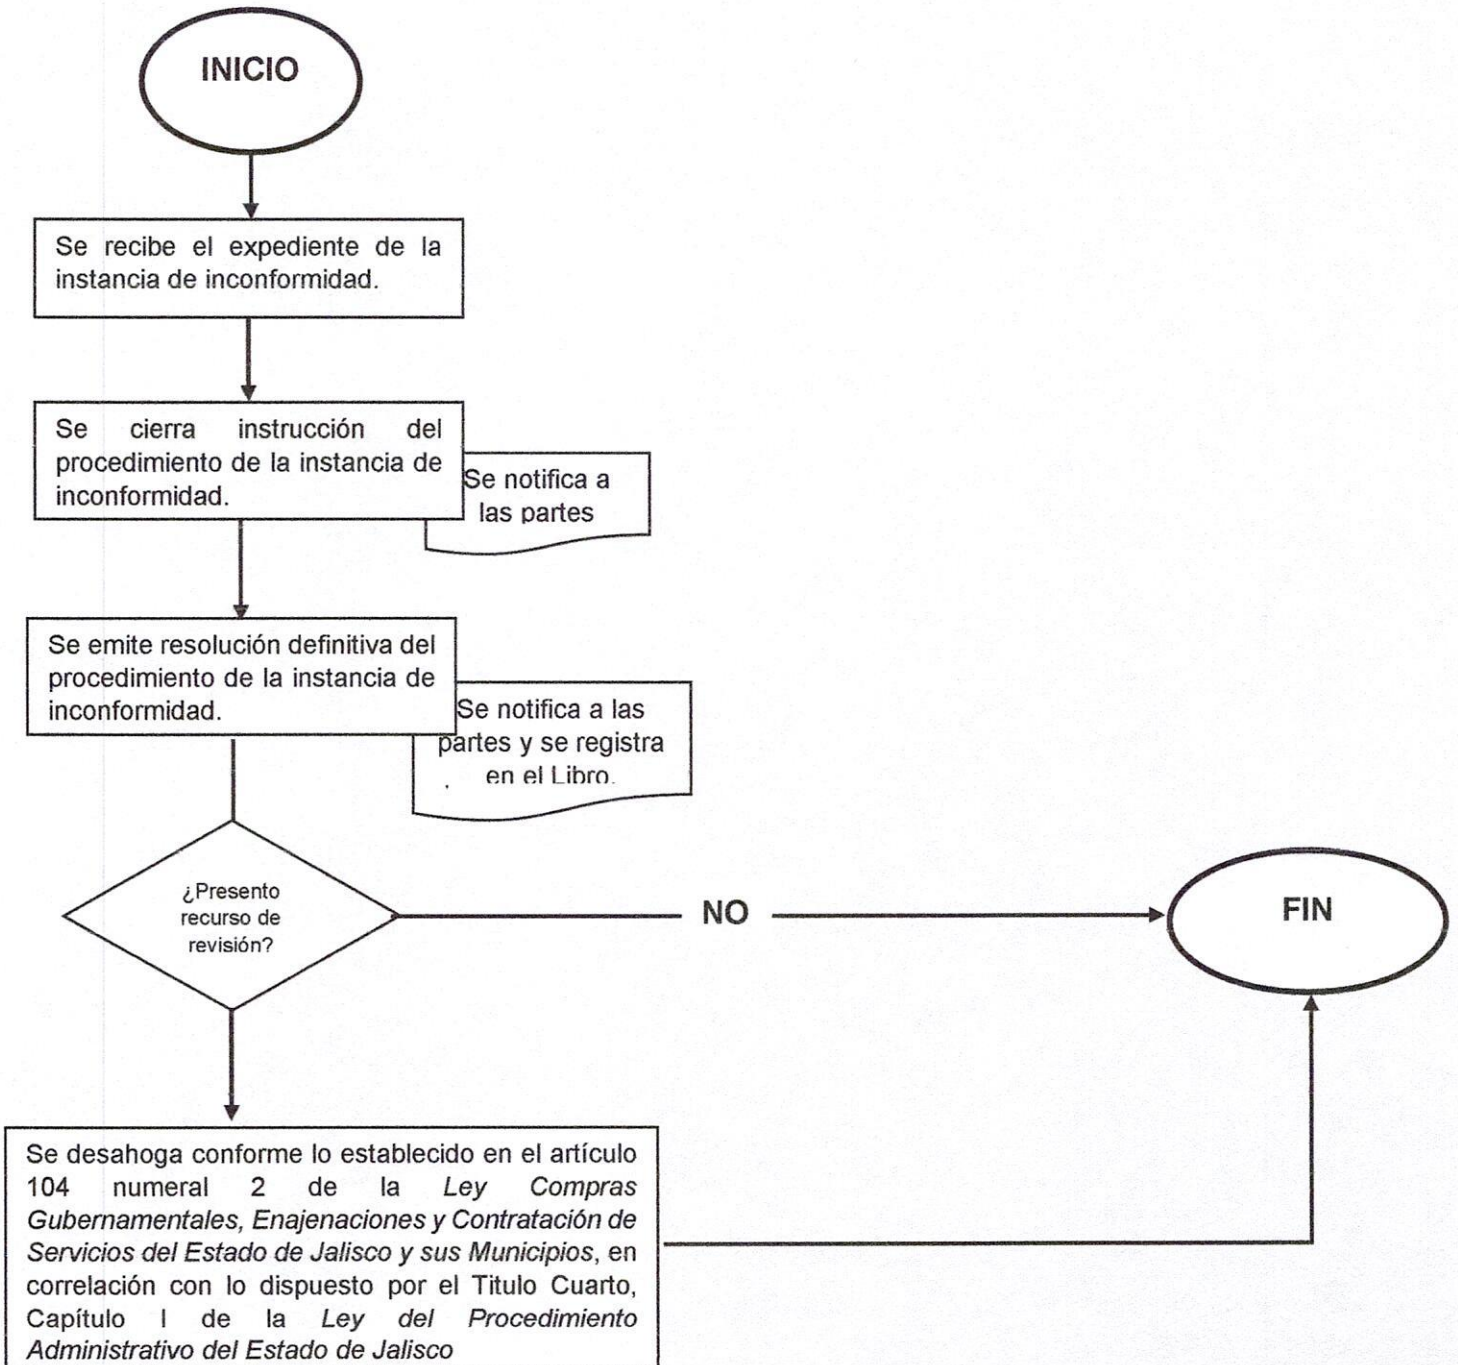 INICIO
Se recibe el expediente de la
instancia de inconformidad.
Se cierra instrucción del
procedimiento de la instancia de
inconformidad.
Se notifica a
las partes
Se emite resolución definitiva del
procedimiento de la instancia de
inconformidad.
Se notifica a las
partes y se registra
en el Libro.
¿Presento
recurso de
revisión?
NO
FIN
Se desahoga conforme lo establecido en el artículo
104 numeral 2 de la Ley Compras
Gubernamentales, Enajenaciones y Contratación de
Servicios del Estado de Jalisco y sus Municipios, en
correlación con lo dispuesto por el Titulo Cuarto,
Capítulo I de la Ley del Procedimiento
Administrativo del Estado de Jalisco